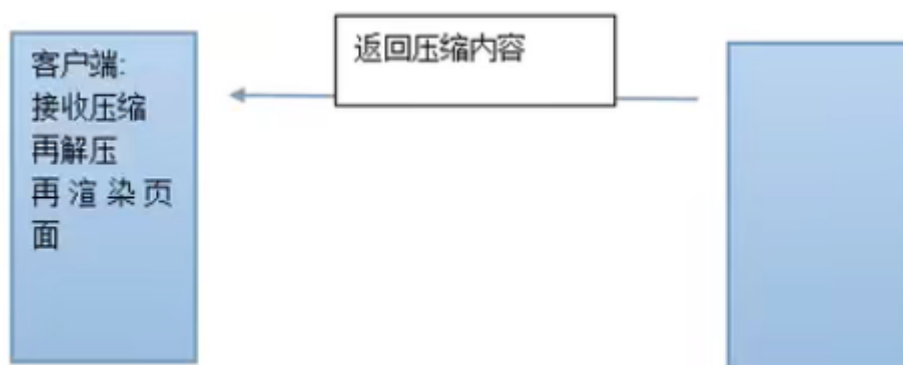 客户端:
接收压缩
再解压
再渲染页
面
返回压缩内容